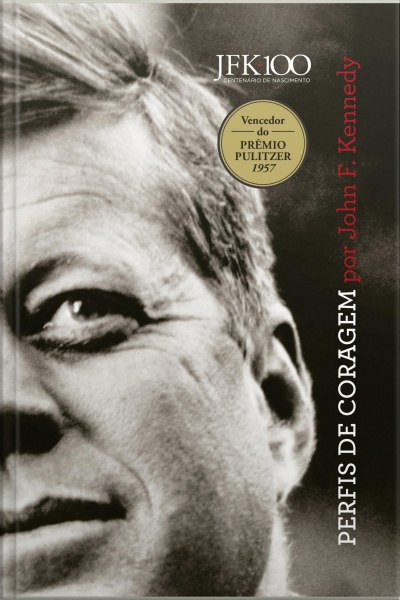 JFK100
CENTENÁRIO DE NASCIMENTO
Vencedor
do
PRÊMIO
PULITZER
1957
PERFIS DE CORAGEM por John F. Kennedy